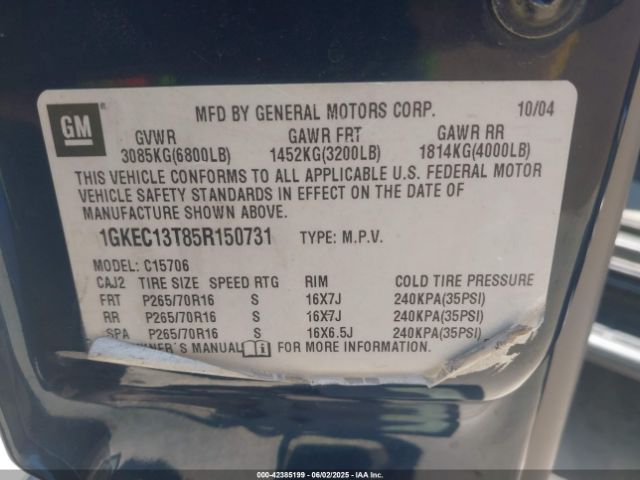 GM
MFD BY GENERAL MOTORS CORP. 10/04
GVWR GAWR FRT GAWR RR
3085KG(6800LB) 1452KG(3200LB) 1814KG(4000LB)
THIS VEHICLE CONFORMS TO ALL APPLICABLE U.S. FEDERAL MOTOR
VEHICLE SAFETY STANDARDS IN EFFECT ON THE DATE OF
MANUFACTURE SHOWN ABOVE.
1GKEC13T85R150731 TYPE: M.P.V.
MODEL: C15706
CAJ2 TIRE SIZE SPEED RTG RIM COLD TIRE PRESSURE
FRT P265/70R16 S 16X7J 240KPA(35PSI)
RR P265/70R16 S 16X7J 240KPA(35PSI)
SPA P265/70R16 S 16X6.5J 240KPA(35PSI)
WNER'S MANUAL FOR MORE INFORMATION.
000-42385199 (06/02/2025) IAA Inc. | IAA